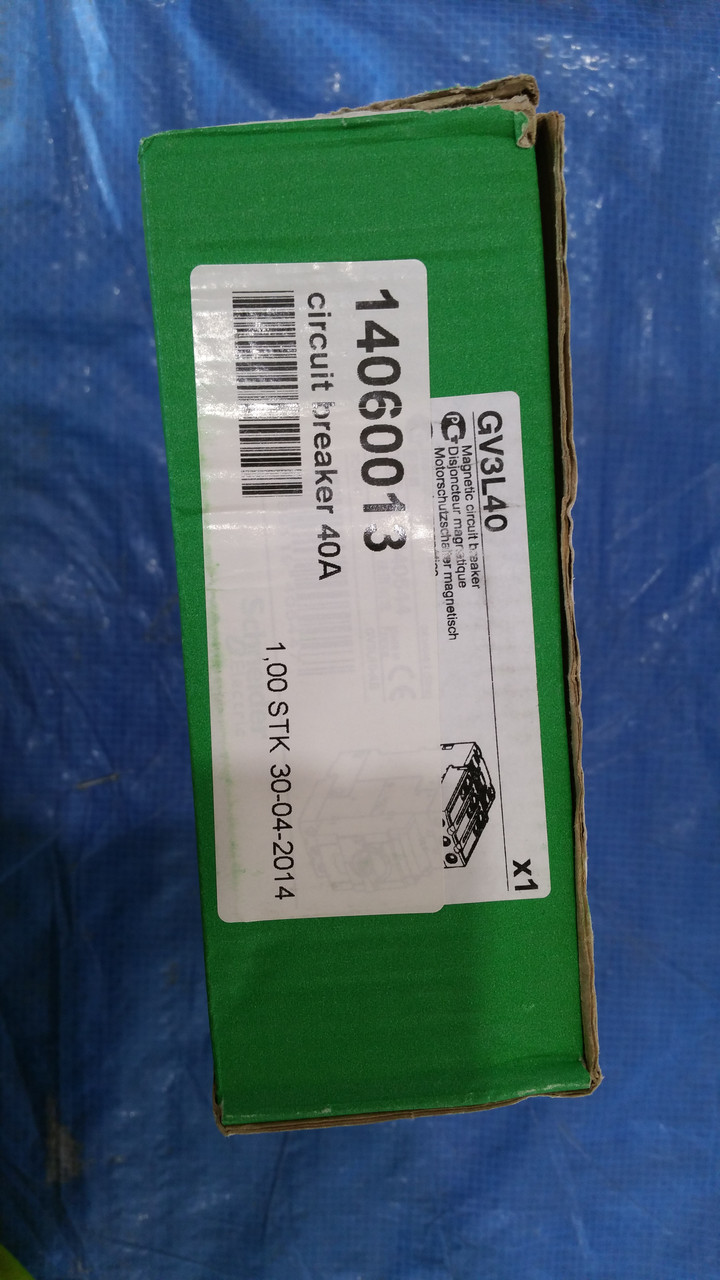 GV3L40
Magnetic circuit breaker
Disjoncteur magnétique
Motorschutzschalter magnetisch
x1
14060013
circuit breaker 40A
1,00 STK 30-04-2014